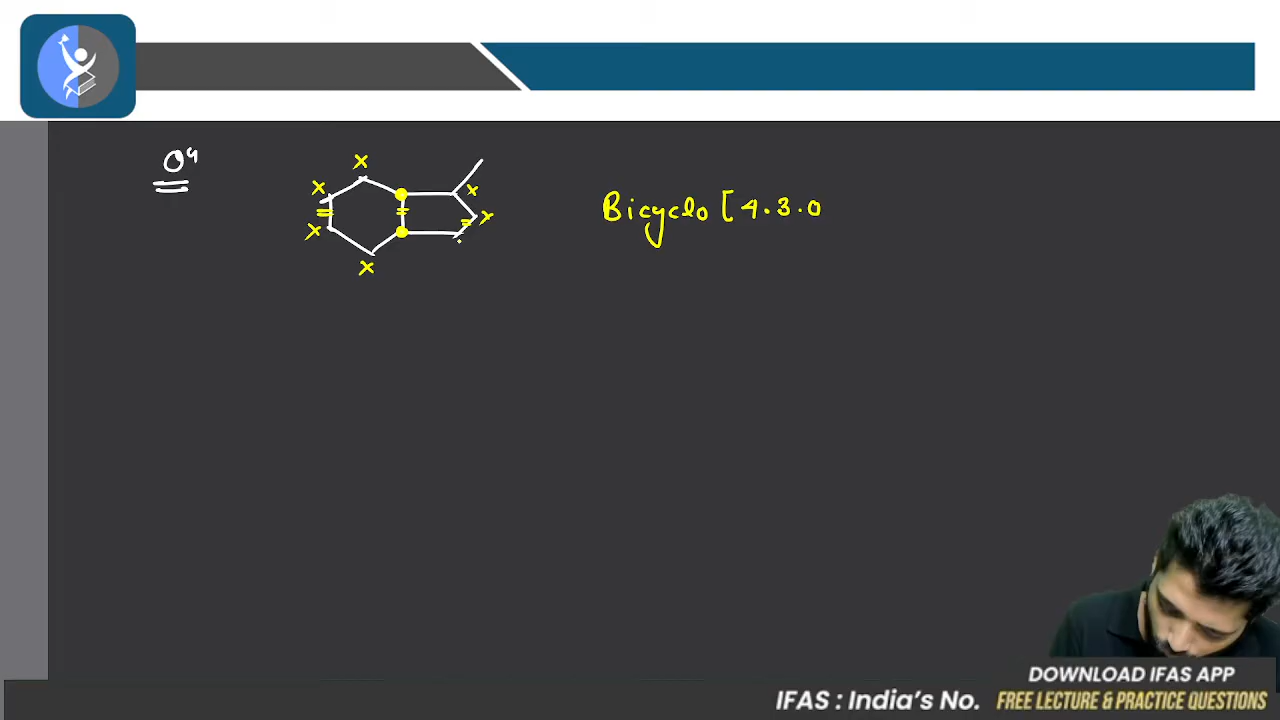 Q4
x
x
x
x
x
x
Bicyclo [4.3.0
DOWNLOAD IFAS APP
IFAS : India's No.
FREE LECTURE & PRACTICE QUESTIONS